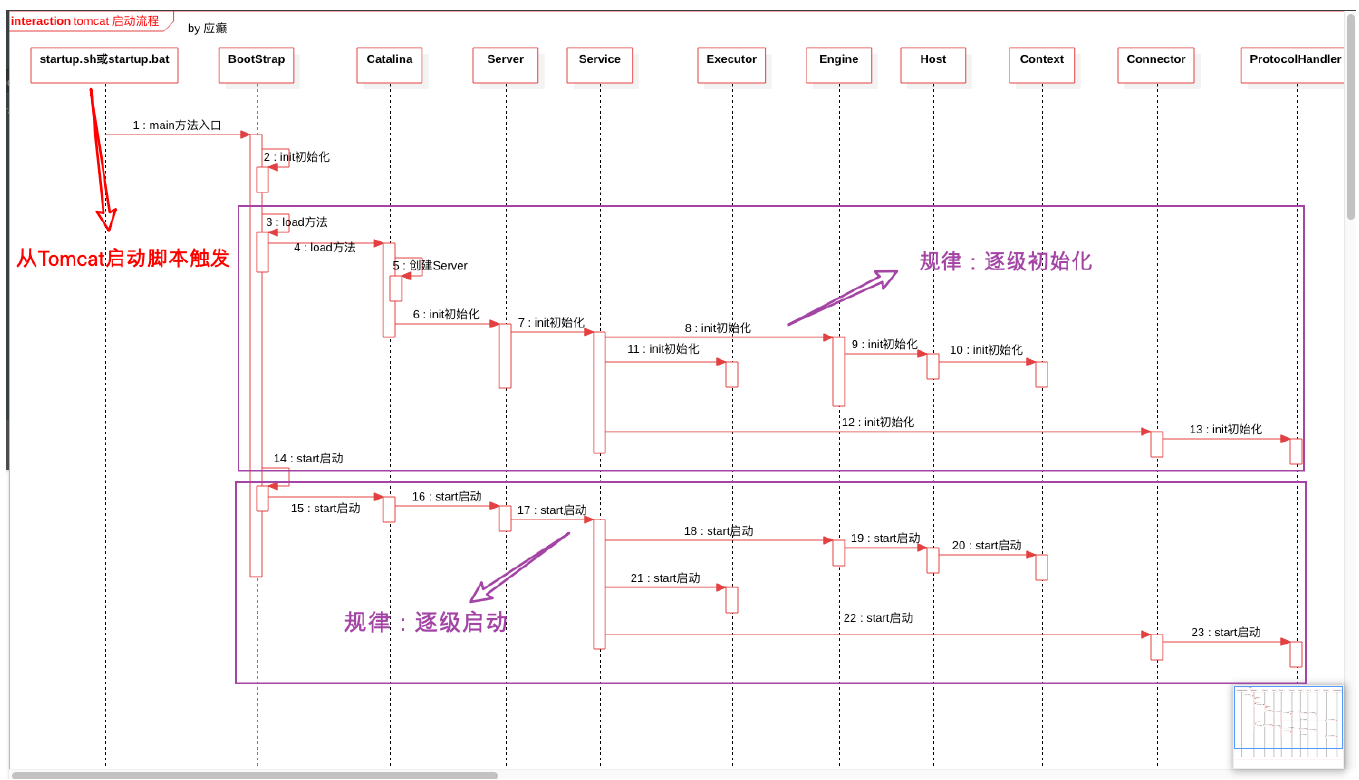 interaction tomcat 启动流程
by 应癫
startup.sh或startup.bat
BootStrap
Catalina
Server
Service
Executor
Engine
Host
Context
Connector
ProtocolHandler
1 : main方法入口
2 : init初始化
3 : load方法
4 : load方法
从Tomcat启动脚本触发
5 : 创建Server
规律：逐级初始化
6 : init初始化
7 : init初始化
8 : init初始化
9 : init初始化
10 : init初始化
11 : init初始化
12 : init初始化
13 : init初始化
14 : start启动
15 : start启动
16 : start启动
17 : start启动
18 : start启动
19 : start启动
20 : start启动
21 : start启动
规律：逐级启动
22 : start启动
23 : start启动